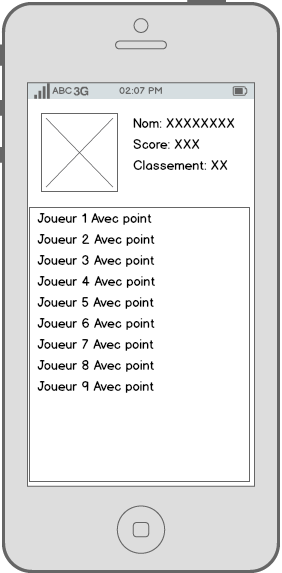 ABC 3G 02:07 PM
Nom: XXXXXXXX
Score: XXX
Classement: XX
Joueur 1 Avec point
Joueur 2 Avec point
Joueur 3 Avec point
Joueur 4 Avec point
Joueur 5 Avec point
Joueur 6 Avec point
Joueur 7 Avec point
Joueur 8 Avec point
Joueur 9 Avec point